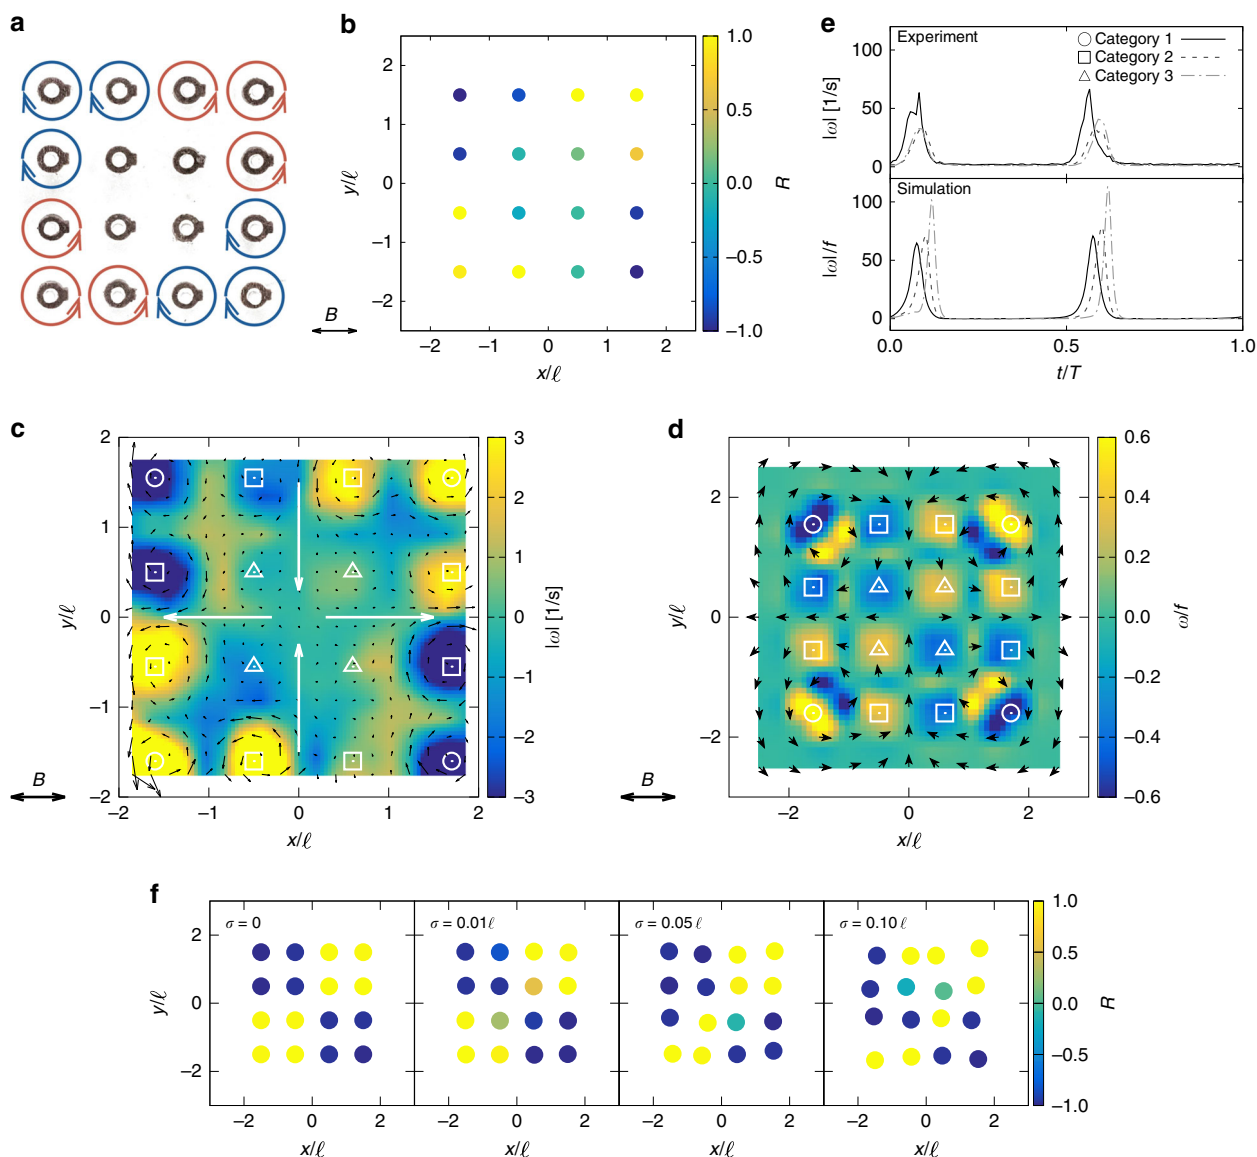 a
b
1.0
0.5
0.0
−0.5
−1.0
R
2
1
0
−1
−2
y/ℓ
−2
−1
0
1
2
x/ℓ
B
e
Experiment
Category 1
Category 2
Category 3
100
50
0
|ω| [1/s]
Simulation
100
50
0
|ω|/f
0.0
0.5
1.0
t/T
c
2
1
0
−1
−2
y/ℓ
−2
−1
0
1
2
x/ℓ
B
3
2
1
0
−1
−2
−3
|ω| [1/s]
d
2
0
−2
y/ℓ
−2
0
2
x/ℓ
B
0.6
0.4
0.2
0.0
−0.2
−0.4
−0.6
ω/f
f
σ = 0
σ = 0.01ℓ
σ = 0.05 ℓ
σ = 0.10 ℓ
2
0
−2
y/ℓ
−2
0
2
−2
0
2
−2
0
2
−2
0
2
x/ℓ
x/ℓ
x/ℓ
x/ℓ
1.0
0.5
0.0
−0.5
−1.0
R